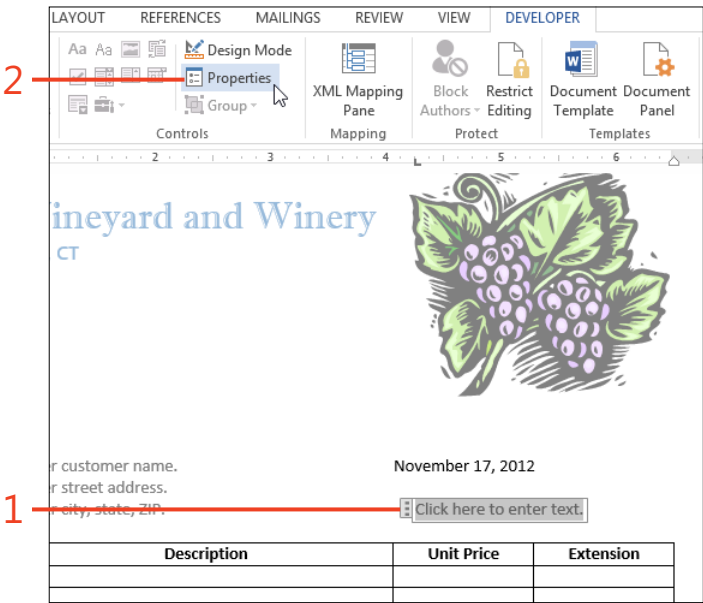 LAYOUT REFERENCES MAILINGS REVIEW VIEW DEVELOPER
Aa Aa Design Mode
2
Properties
Group
XML Mapping Pane
Block Authors
Restrict Editing
Document Template
Document Panel
Controls Mapping Protect Templates
2 3 4 5 6
ineyard and Winery
CT
r customer name. November 17, 2012
r street address.
1
r city, state, ZIP. Click here to enter text.
Description Unit Price Extension